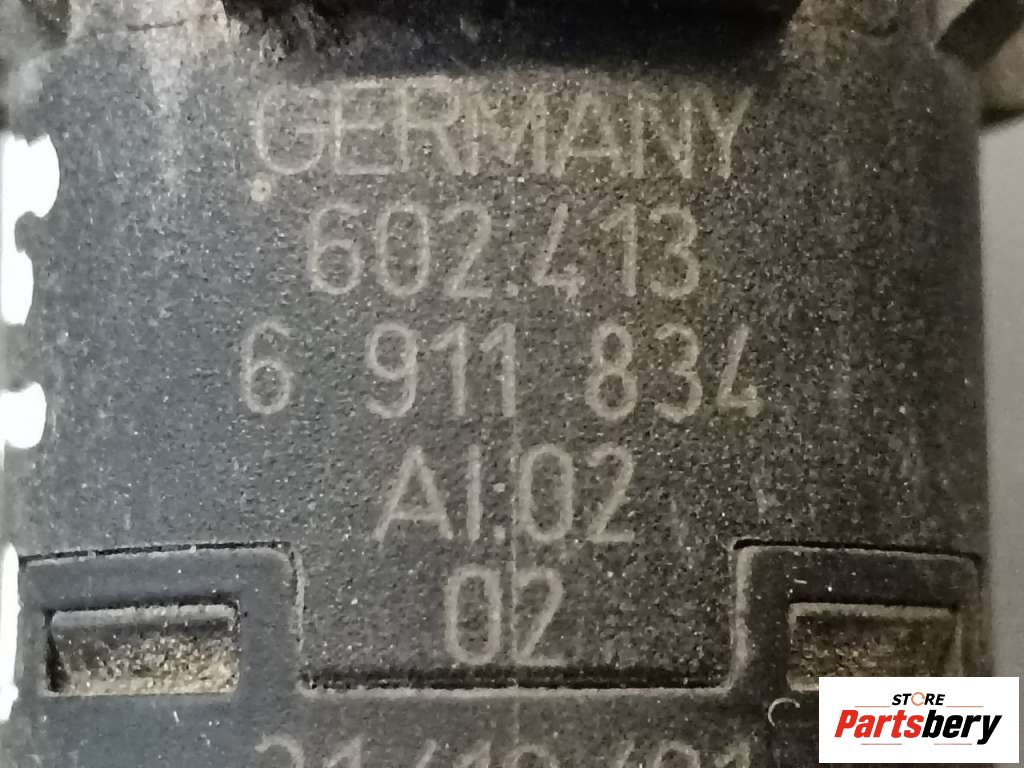 GERMANY
602.413
6 911 834
AI.02
02
STORE
Partsbery